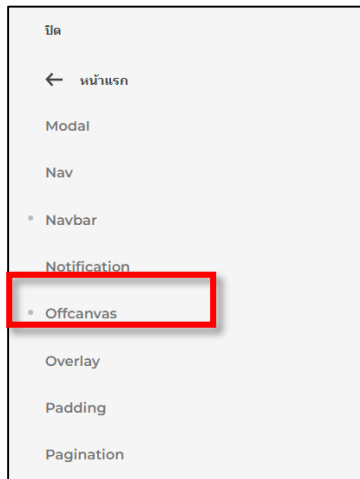 ปิด
← หน้าแรก
Modal
Nav
Navbar
Notification
Offcanvas
Overlay
Padding
Pagination